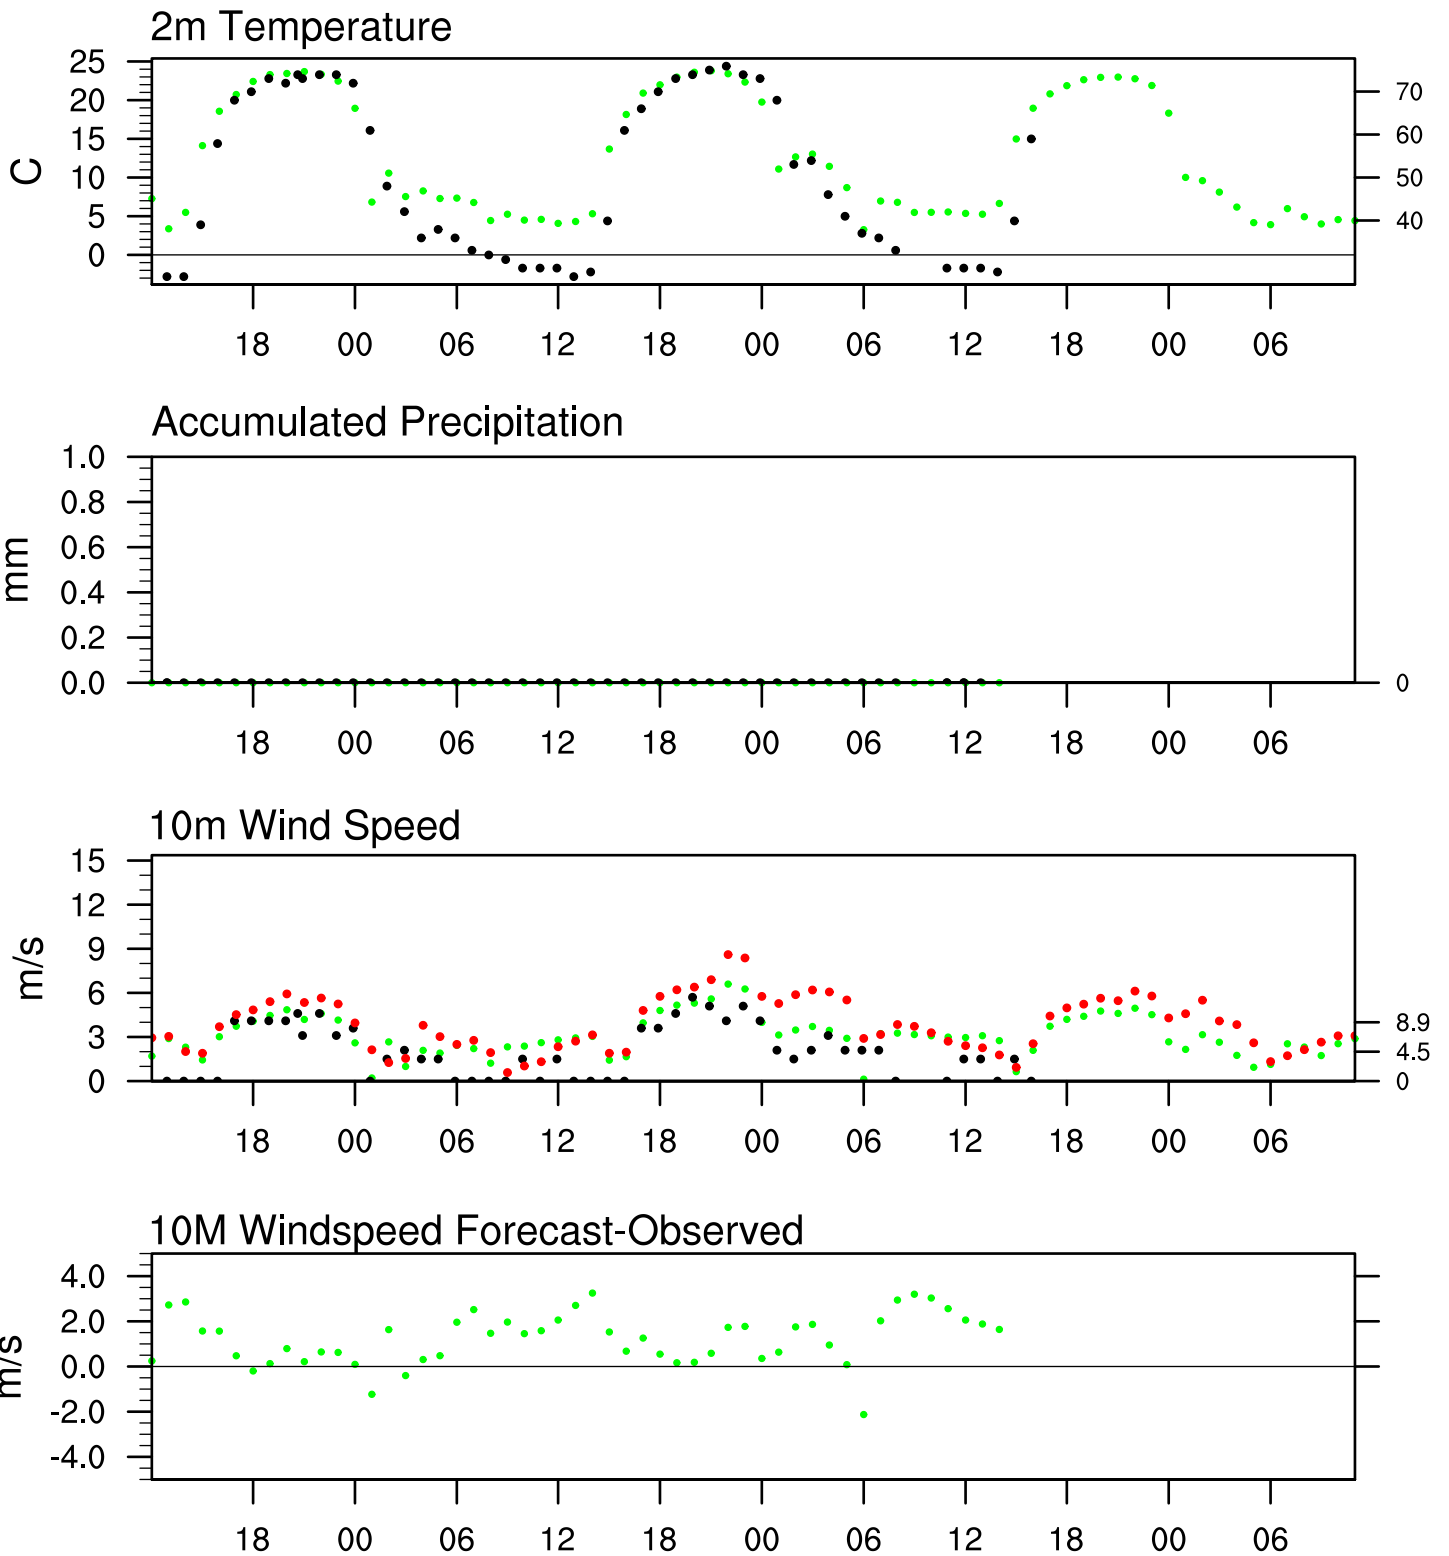 2m Temperature
25
20
15
10
5
0
C
70
60
50
40
18 00 06 12 18 00 06 12 18 00 06
Accumulated Precipitation
1.0
0.8
0.6
0.4
0.2
0.0
mm
0
18 00 06 12 18 00 06 12 18 00 06
10m Wind Speed
15
12
9
6
3
0
m/s
8.9
4.5
0
18 00 06 12 18 00 06 12 18 00 06
10M Windspeed Forecast-Observed
4.0
2.0
0.0
-2.0
-4.0
m/s
18 00 06 12 18 00 06 12 18 00 06